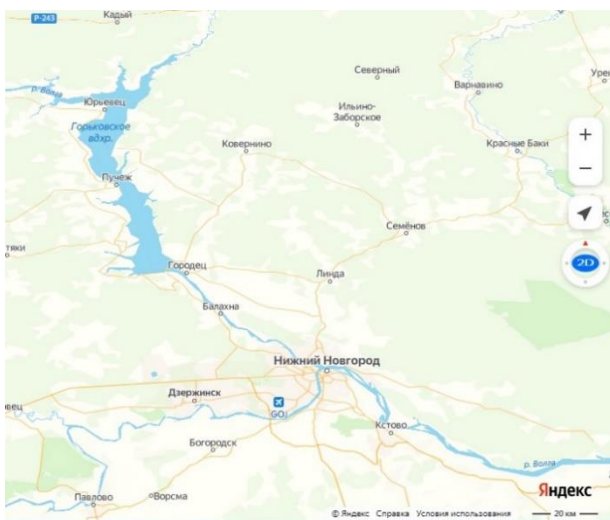 Р-243
Кадый
Северный
Варнавино
р. Волга
Юрьевец
Ильино-
Заборское
Горьковское
вдхр.
Ковернино
Красные Баки
Пучеж
Семёнов
тяки
Городец
Линда
2D
Балахна
Нижний Новгород
Дзержинск
GOJ
Кстово
Богородск
р. Волга
Яндекс
Павлово
Ворсма
© Яндекс Справка Условия использования
20 км